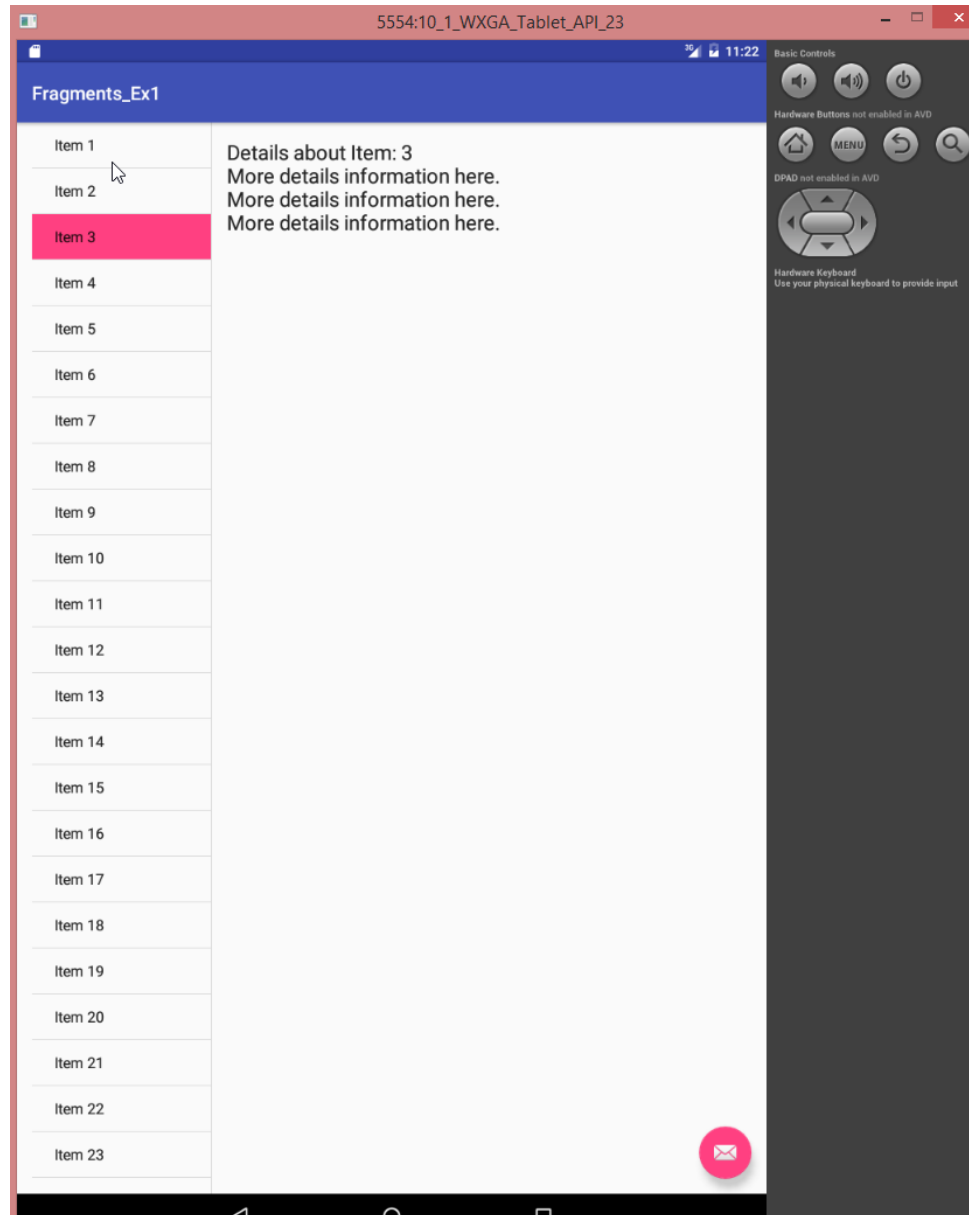 5554:10_1_WXGA_Tablet_API_23
3G 11:22
Fragments_Ex1
Item 1
Item 2
Item 3
Item 4
Item 5
Item 6
Item 7
Item 8
Item 9
Item 10
Item 11
Item 12
Item 13
Item 14
Item 15
Item 16
Item 17
Item 18
Item 19
Item 20
Item 21
Item 22
Item 23
Details about Item: 3
More details information here.
More details information here.
More details information here.
Basic Controls
Hardware Buttons not enabled in AVD
MENU
DPAD not enabled in AVD
Hardware Keyboard
Use your physical keyboard to provide input